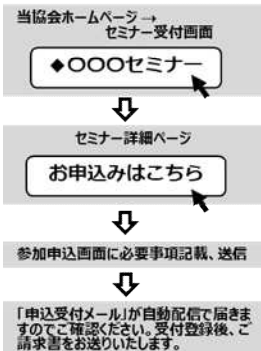 当協会ホームページ→
セミナー受付画面
◆〇〇〇セミナー
セミナー詳細ページ
お申込みはこちら
参加申込画面に必要事項記載、送信
「申込受付メール」が自動配信で届きま
すのでご確認ください。受付登録後、ご
請求書をお送りいたします。